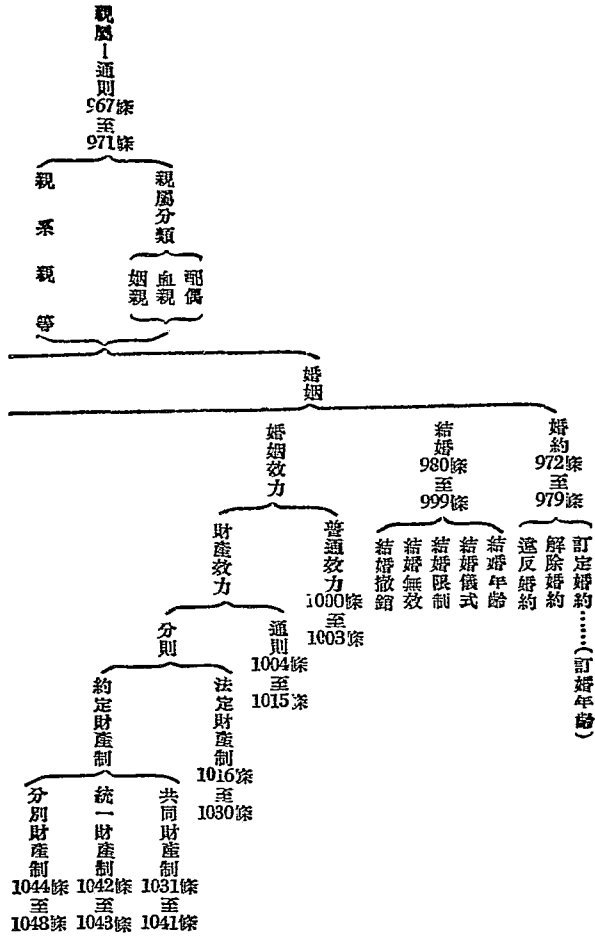 親屬—通則967條至971條
親屬分類
配偶
血親
姻親
親系親等
婚姻
婚約972條至979條
訂定婚約……(訂婚年齡)
解除婚約
違反婚約
結婚980條至999條
結婚年齡
結婚儀式
結婚限制
結婚無效
結婚撤銷
婚姻效力
普通效力1000條至1003條
財產效力
通則1004條至1015條
分則
法定財產制1016條至1030條
約定財產制
共同財產制1031條至1041條
統一財產制1042條至1043條
分別財產制1044條至1048條